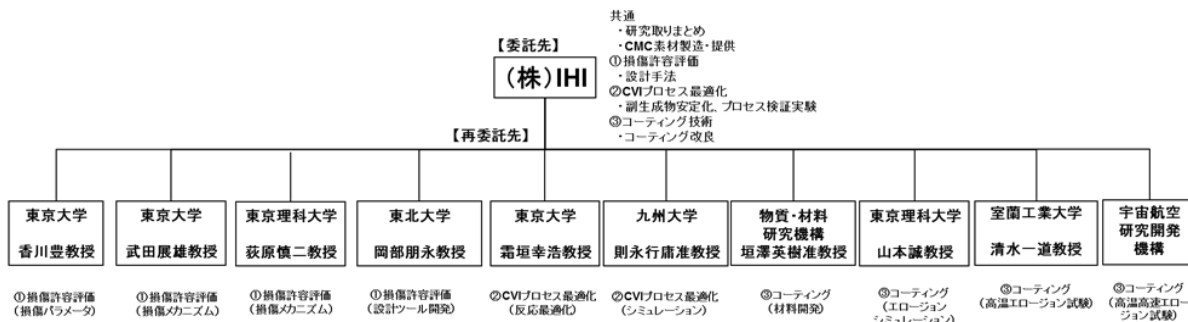 共通
・研究取りまとめ
・CMC素材製造・提供
①損傷許容評価
・設計手法
②CVIプロセス最適化
・副生成物安定化、プロセス検証実験
③コーティング技術
・コーティング改良
【委託先】
(株)IHI
【再委託先】
東京大学
香川豊教授
①損傷許容評価
(損傷パラメータ)
東京大学
武田展雄教授
①損傷許容評価
(損傷メカニズム)
東京理科大学
荻原慎二教授
①損傷許容評価
(損傷メカニズム)
東北大学
岡部朋永教授
①損傷許容評価
(設計ツール開発)
東京大学
霜垣幸浩教授
②CVIプロセス最適化
(反応最適化)
九州大学
則永行庸准教授
②CVIプロセス最適化
(シミュレーション)
物質・材料
研究機構
垣澤英樹准教授
③コーティング
(材料開発)
東京理科大学
山本誠教授
③コーティング
(エロージョン
シミュレーション)
室蘭工業大学
清水一道教授
③コーティング
(高温エロージョン試験)
宇宙航空
研究開発
機構
③コーティング
(高温高速エロー
ジョン試験)